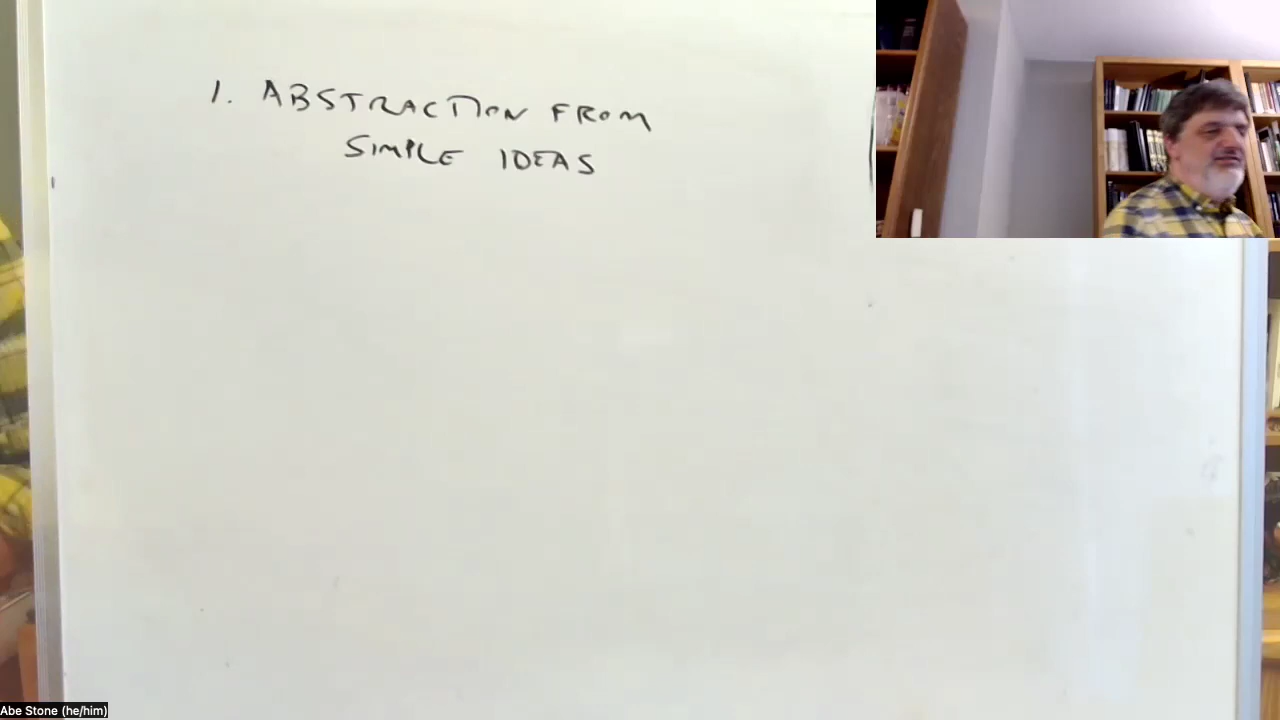 1. ABSTRACTION FROM
SIMPLE IDEAS
Abe Stone (he/him)